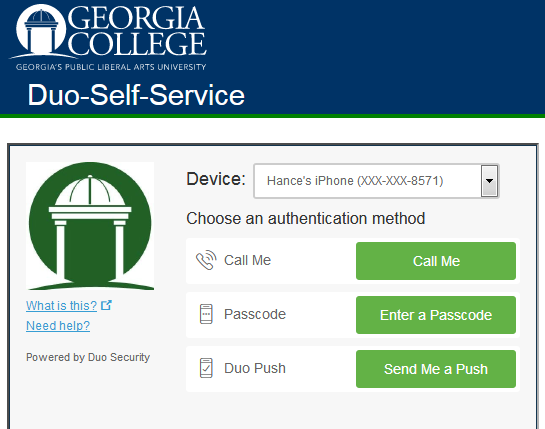 GEORGIA
COLLEGE
GEORGIA'S PUBLIC LIBERAL ARTS UNIVERSITY
Duo-Self-Service
Device: Hance's iPhone (XXX-XXX-8571)
Choose an authentication method
Call Me Call Me
Passcode Enter a Passcode
Duo Push Send Me a Push
What is this?
Need help?
Powered by Duo Security